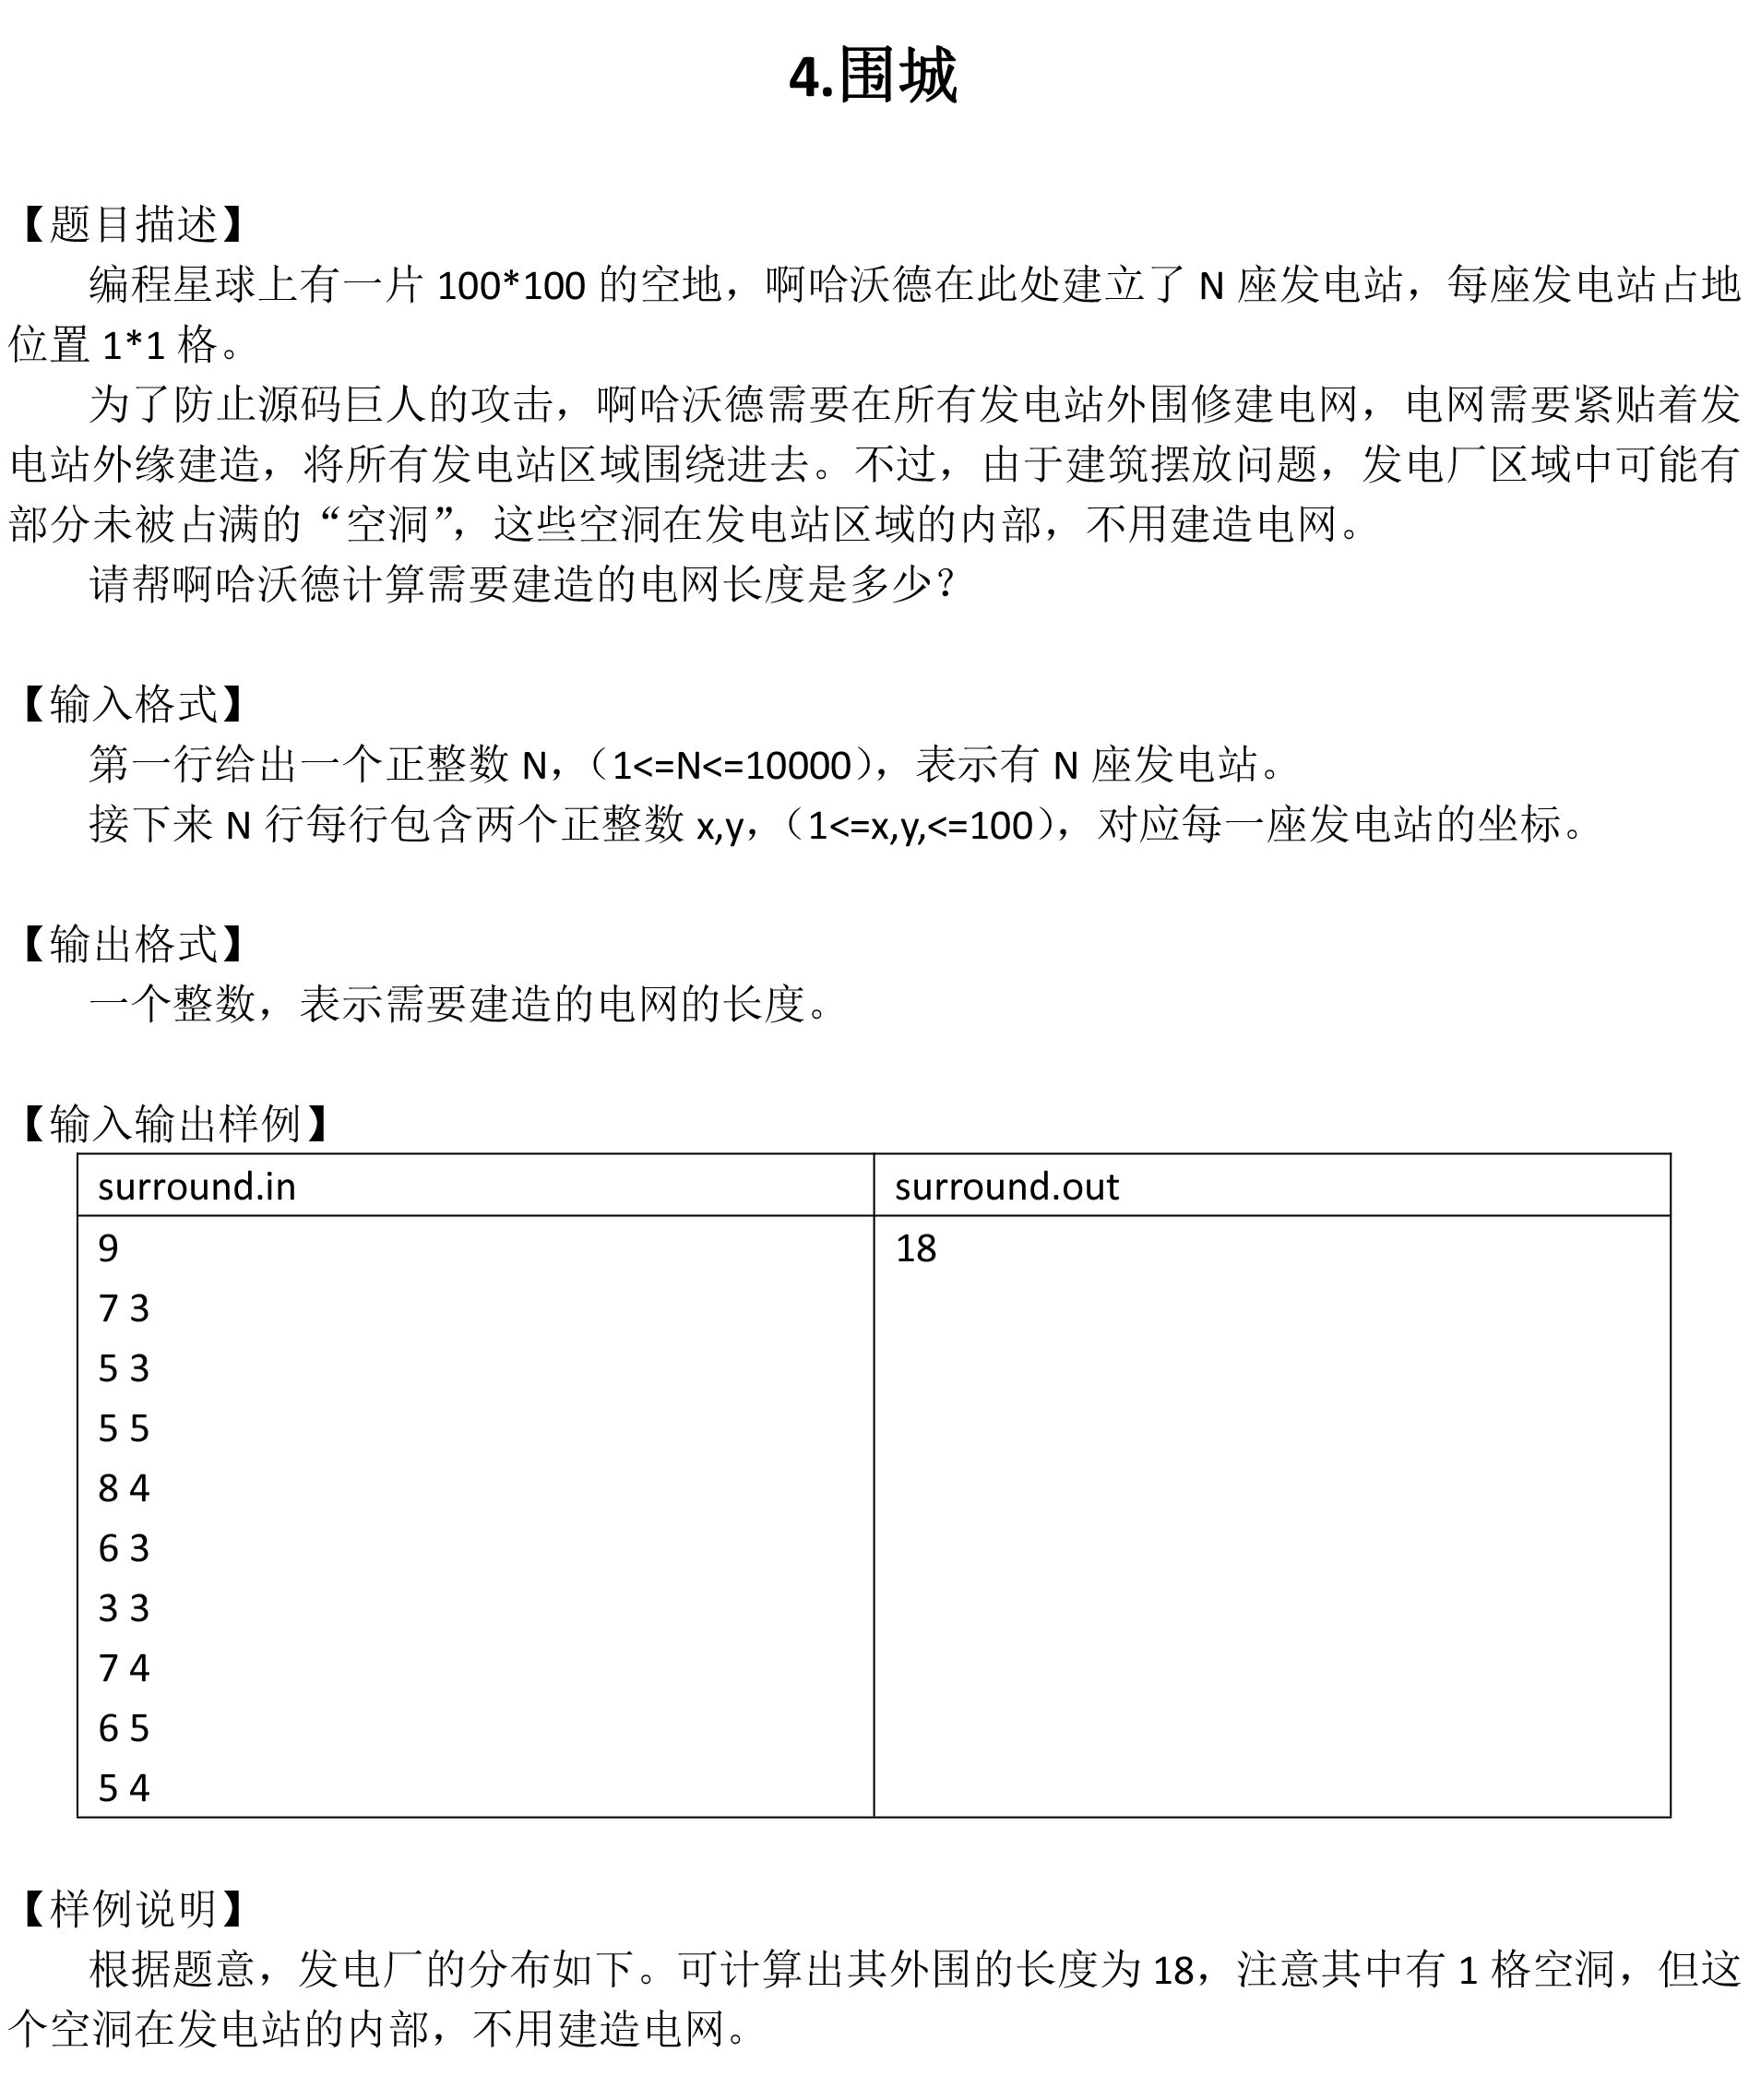 4.围城
【题目描述】
编程星球上有一片 100*100 的空地，啊哈沃德在此处建立了 N 座发电站，每座发电站占地
位置 1*1 格。
为了防止源码巨人的攻击，啊哈沃德需要在所有发电站外围修建电网，电网需要紧贴着发
电站外缘建造，将所有发电站区域围绕进去。不过，由于建筑摆放问题，发电厂区域中可能有
部分未被占满的“空洞”，这些空洞在发电站区域的内部，不用建造电网。
请帮啊哈沃德计算需要建造的电网长度是多少？
【输入格式】
第一行给出一个正整数 N，（1<=N<=10000），表示有 N 座发电站。
接下来 N 行每行包含两个正整数 x,y，（1<=x,y,<=100），对应每一座发电站的坐标。
【输出格式】
一个整数，表示需要建造的电网的长度。
【输入输出样例】
surround.in surround.out
9 18
7 3
5 3
5 5
8 4
6 3
3 3
7 4
6 5
5 4
【样例说明】
根据题意，发电厂的分布如下。可计算出其外围的长度为 18，注意其中有 1 格空洞，但这
个空洞在发电站的内部，不用建造电网。